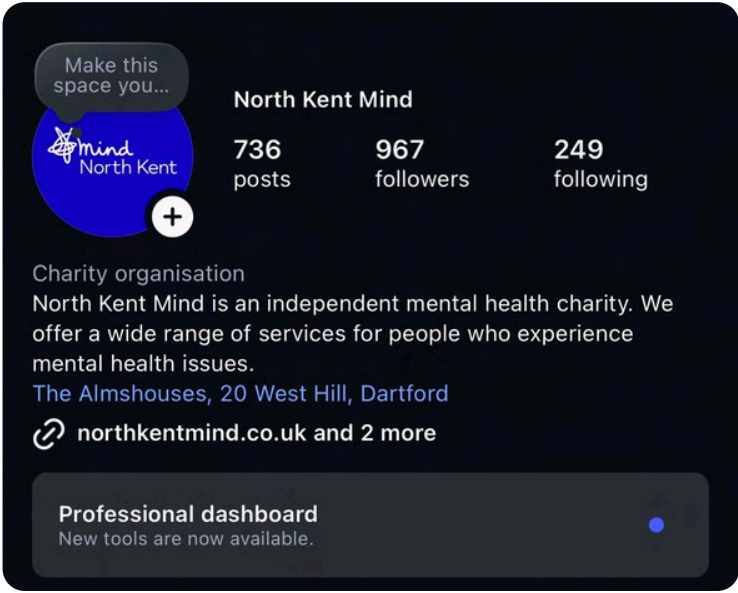 Make this
space you...
mind
North Kent
North Kent Mind
736 967 249
posts followers following
Charity organisation
North Kent Mind is an independent mental health charity. We
offer a wide range of services for people who experience
mental health issues.
The Almshouses, 20 West Hill, Dartford
northkentmind.co.uk and 2 more
Professional dashboard
New tools are now available.